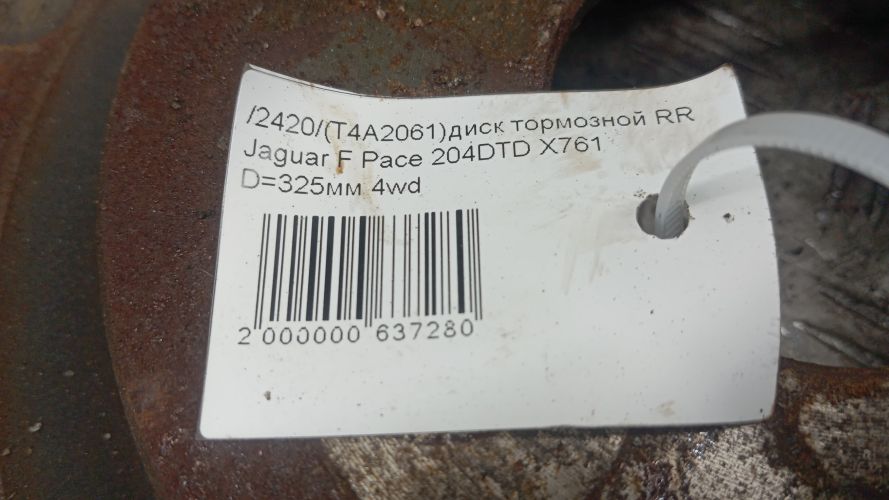 /2420/(T4A2061)диск тормозной RR
Jaguar F Pace 204DTD X761
D=325мм 4wd
2 000000 637280